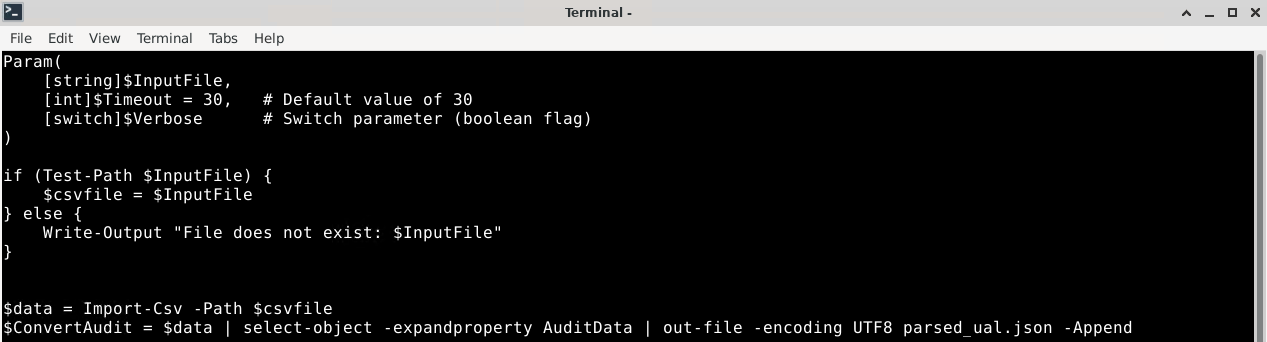 Terminal -
File Edit View Terminal Tabs Help
Param(
    [string]$InputFile,
    [int]$Timeout = 30,   # Default value of 30
    [switch]$Verbose      # Switch parameter (boolean flag)
)

if (Test-Path $InputFile) {
    $csvfile = $InputFile
} else {
    Write-Output "File does not exist: $InputFile"
}


$data = Import-Csv -Path $csvfile
$ConvertAudit = $data | select-object -expandproperty AuditData | out-file -encoding UTF8 parsed_ual.json -Append